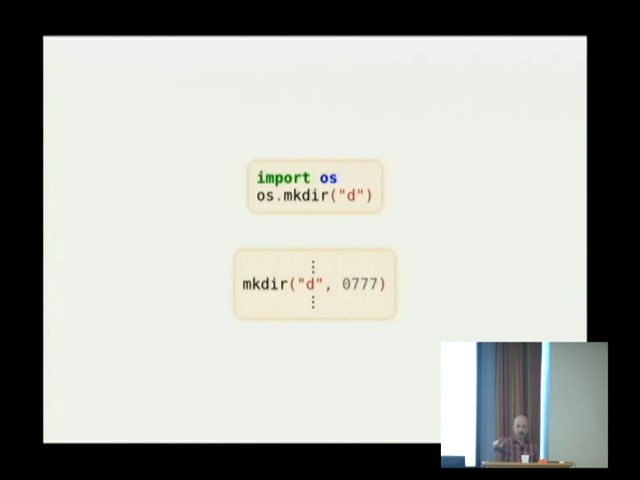 import os
os.mkdir("d")
⋮
mkdir("d", 0777)
⋮